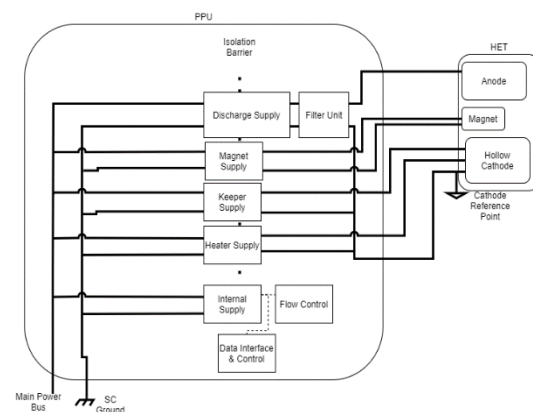 PPU
Isolation
Barrier
HET
Discharge Supply
Filter Unit
Anode
Magnet
Supply
Magnet
Keeper
Supply
Hollow
Cathode
Heater Supply
Cathode
Reference
Point
Internal
Supply
Flow Control
Data Interface
& Control
Main Power
Bus
SC
Ground